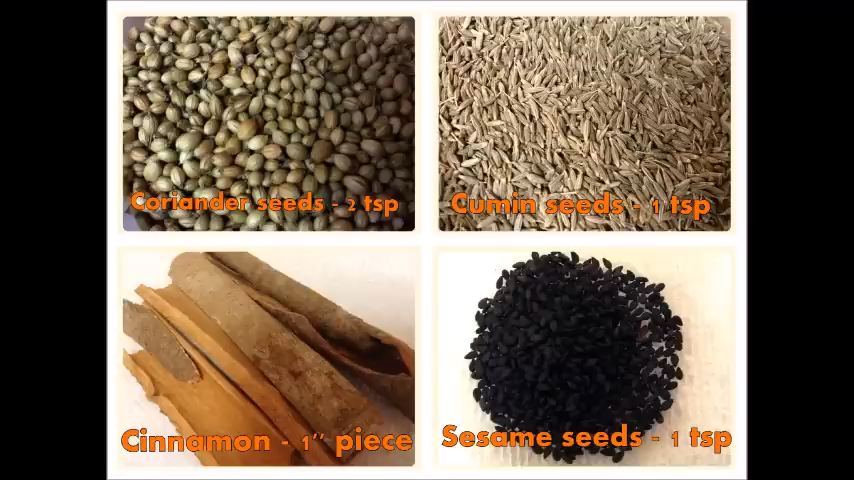 Coriander seeds - 2 tsp
Cumin seeds - 1 tsp
Cinnamon - 1" piece
Sesame seeds - 1 tsp